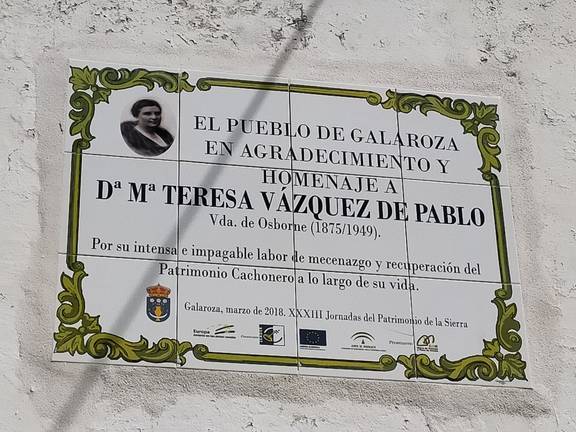 EL PUEBLO DE GALAROZA
EN AGRADECIMIENTO Y
HOMENAJE A
Dª Mª TERESA VÁZQUEZ DE PABLO
Vda. de Osborne (1875/1949).
Por su intensa e impagable labor de mecenazgo y recuperación del
Patrimonio Cachonero a lo largo de su vida.
Galaroza, marzo de 2018. XXXIII Jornadas del Patrimonio de la Sierra
Europa